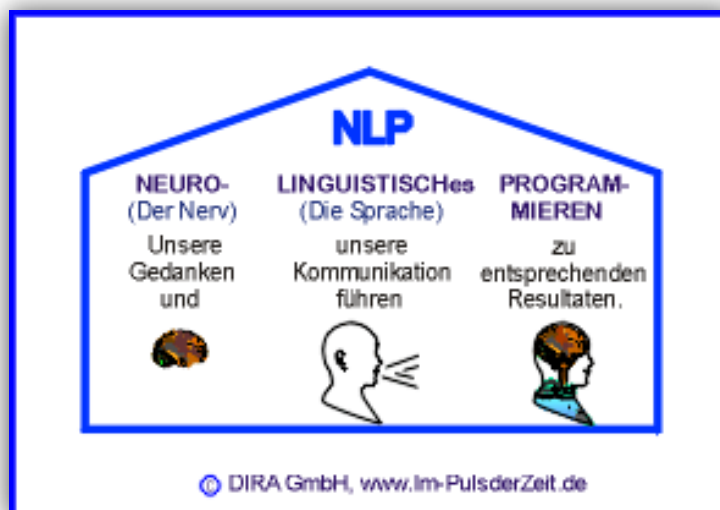 NLP
NEURO-
(Der Nerv)
Unsere
Gedanken
und
LINGUISTISCHes
(Die Sprache)
unsere
Kommunikation
führen
PROGRAM-
MIEREN
zu
entsprechenden
Resultaten.
© DIRA GmbH, www.Im-PulsderZeit.de